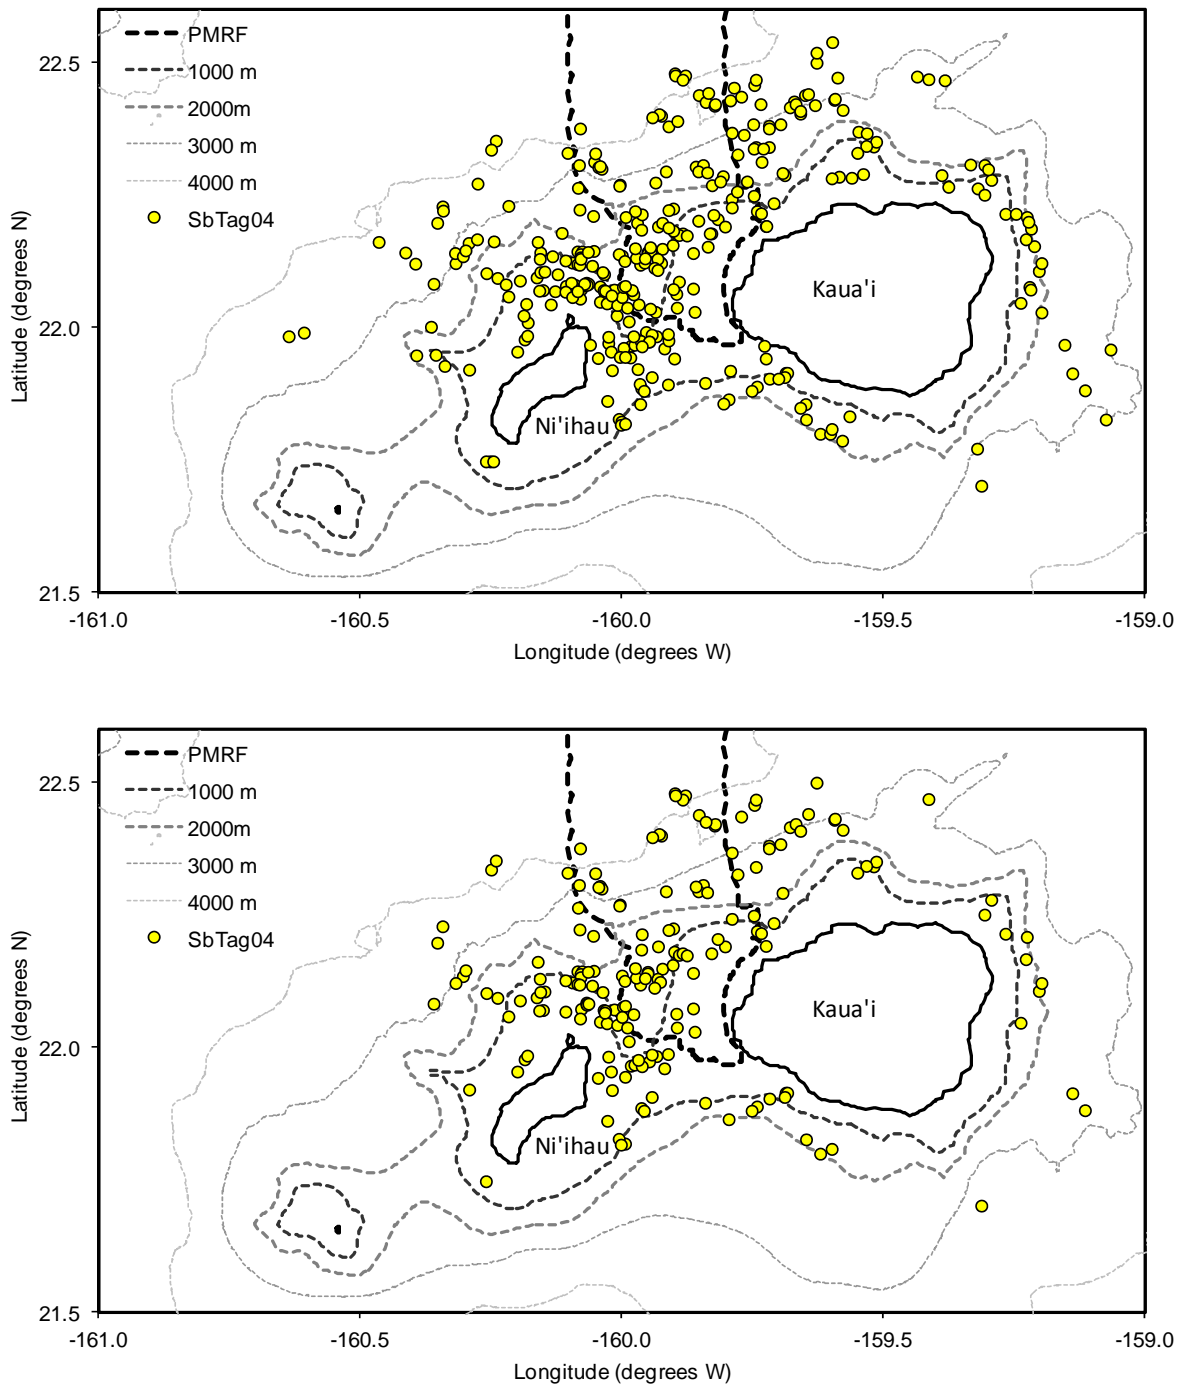 PMRF
22.5
1000 m
2000m
3000 m
4000 m
SbTag04
Latitude (degrees N)
Kaua'i
22.0
Ni'ihau
21.5
-161.0 -160.5 -160.0 -159.5 -159.0
Longitude (degrees W)
PMRF
22.5
1000 m
2000m
3000 m
4000 m
SbTag04
Latitude (degrees N)
Kaua'i
22.0
Ni'ihau
21.5
-161.0 -160.5 -160.0 -159.5 -159.0
Longitude (degrees W)